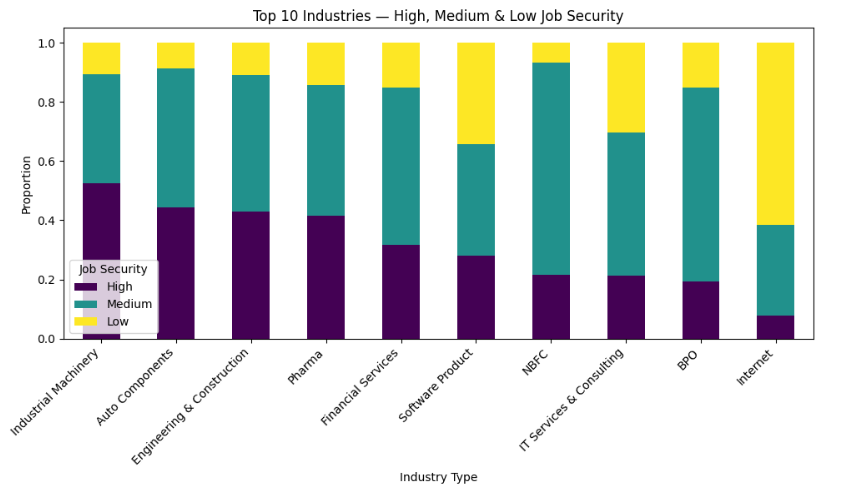 Top 10 Industries — High, Medium & Low Job Security
Proportion
1.0
0.8
0.6
0.4
0.2
0.0
Job Security
High
Medium
Low
Industrial Machinery
Auto Components
Engineering & Construction
Pharma
Financial Services
Software Product
NBFC
IT Services & Consulting
BPO
Internet
Industry Type